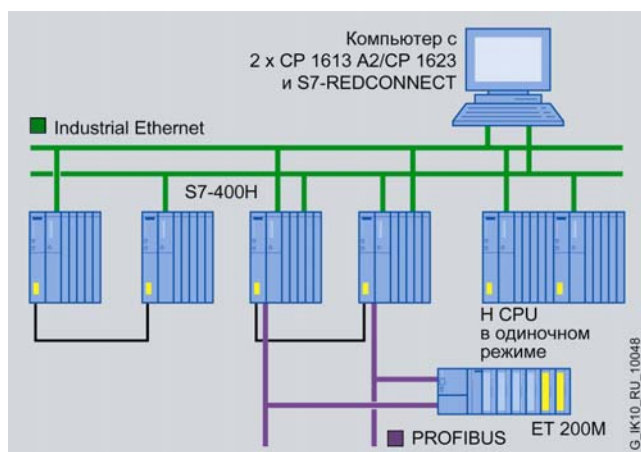 Компьютер с
2 x CP 1613 A2/CP 1623
и S7-REDCONNECT
Industrial Ethernet
S7-400H
H CPU
в одиночном
режиме
ET 200M
PROFIBUS
G_IK10_RU_10048